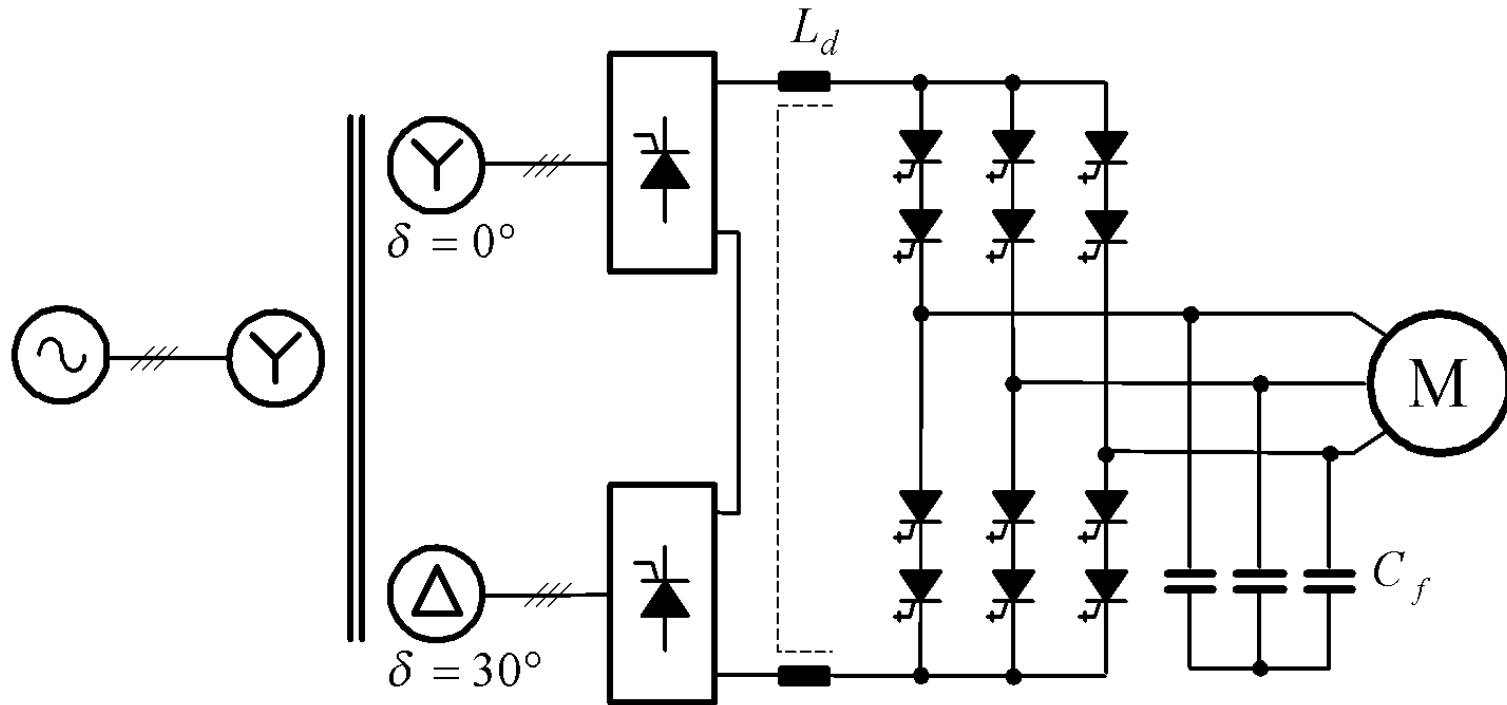 L_d
δ = 0°
M
C_f
δ = 30°